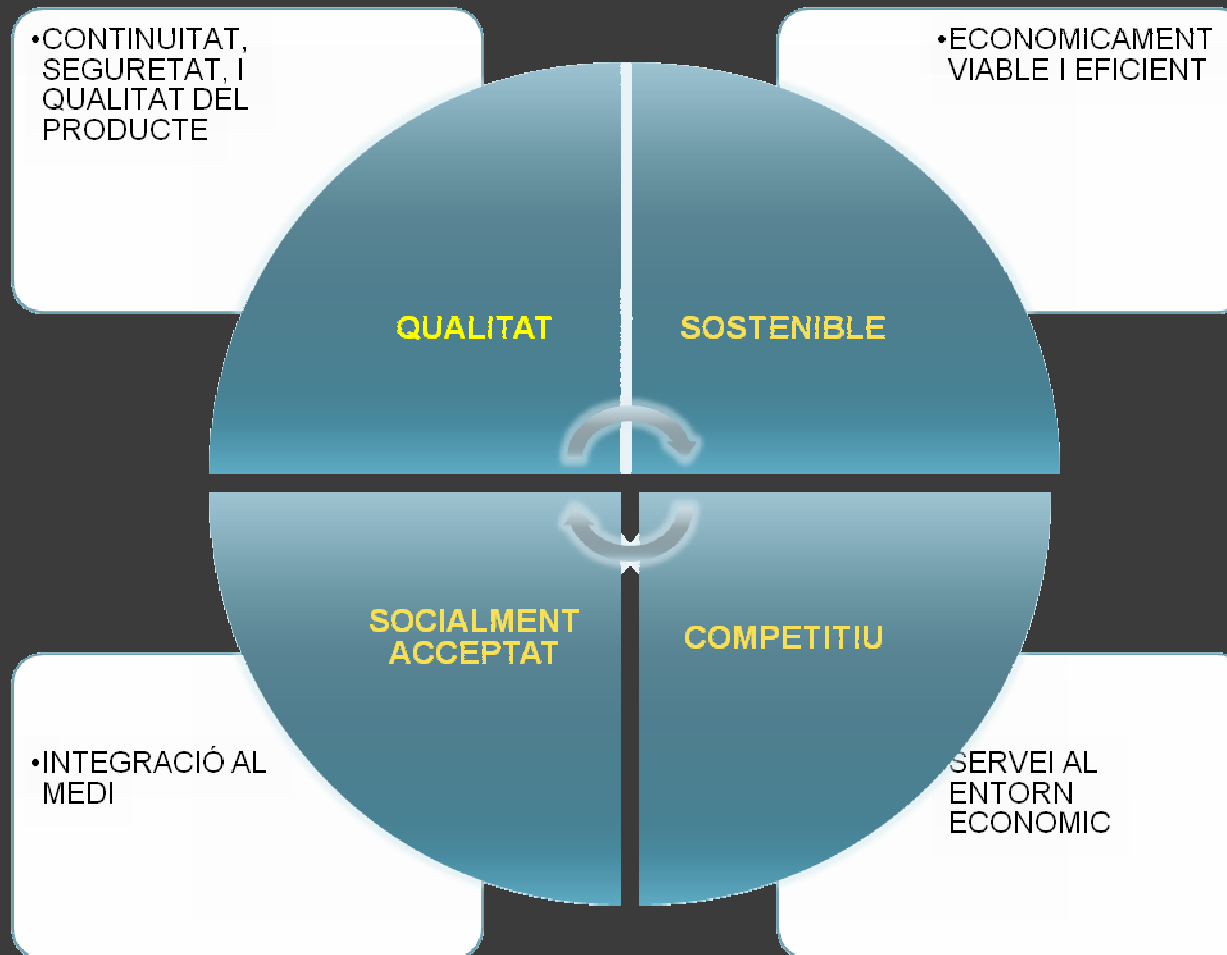 •CONTINUITAT,
SEGURETAT, I
QUALITAT DEL
PRODUCTE
•ECONOMICAMENT
VIABLE I EFICIENT
QUALITAT
SOSTENIBLE
SOCIALMENT
ACCEPTAT
COMPETITIU
•INTEGRACIÓ AL
MEDI
SERVEI AL
ENTORN
ECONOMIC